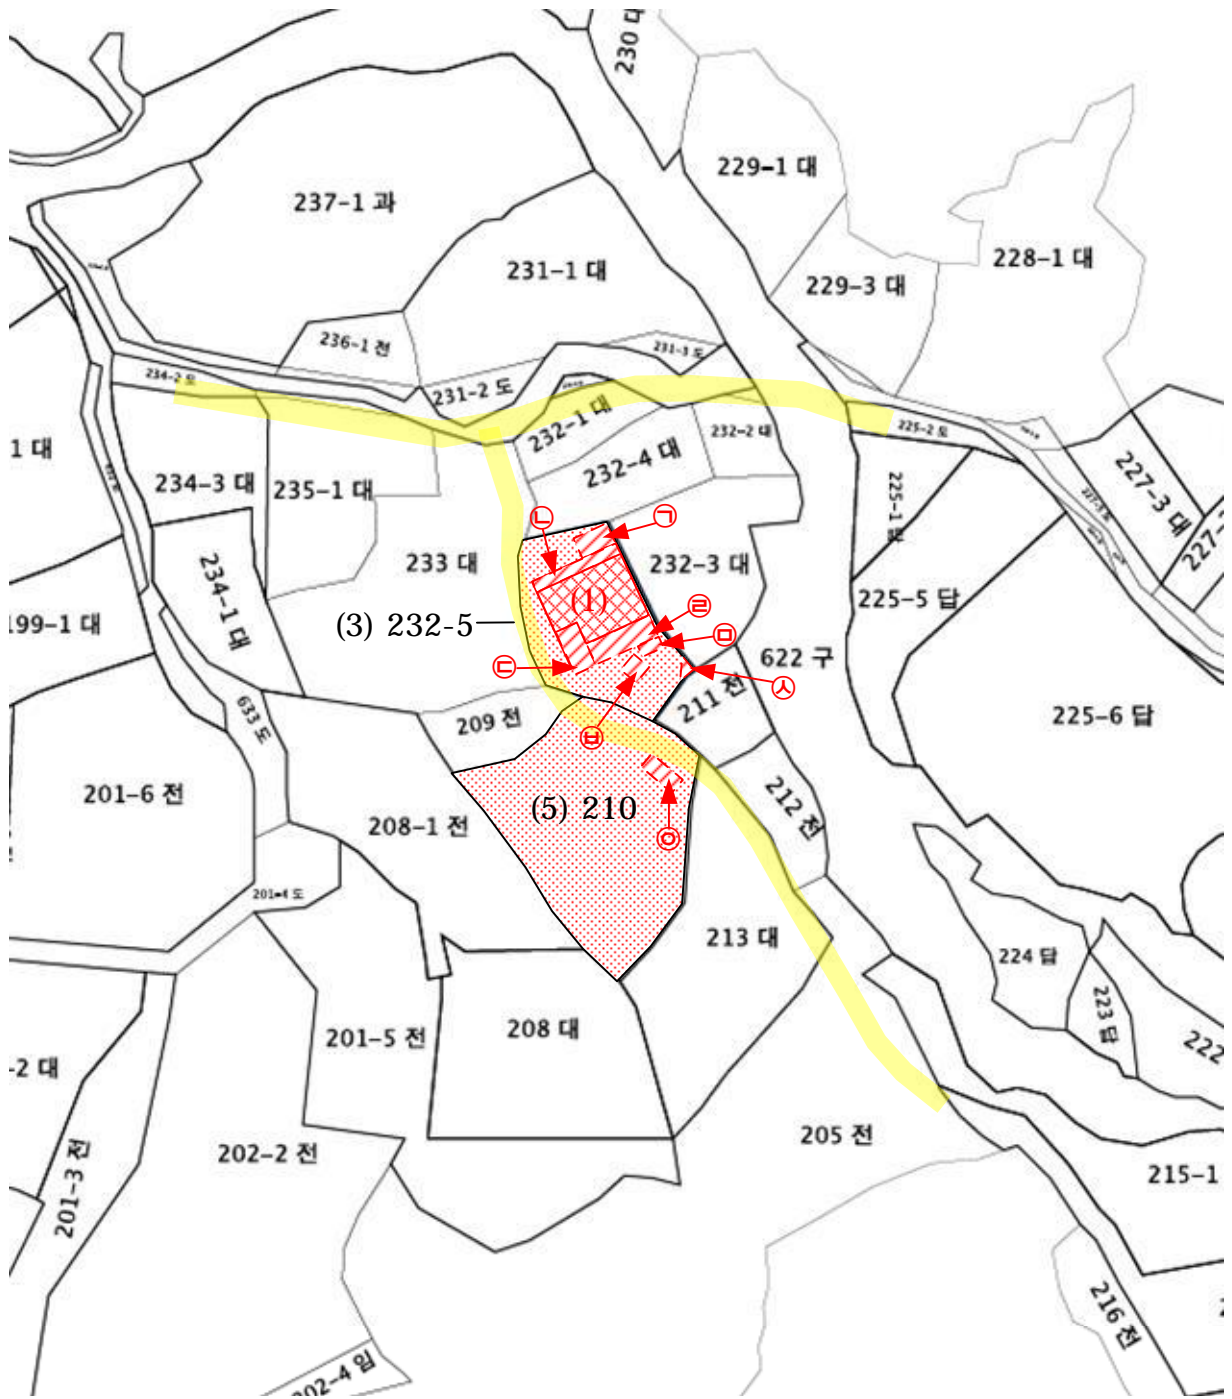 230 대
229-1 대
237-1 과
231-1 대
228-1 대
229-3 대
236-1 전
231-3 도
234-2 도
231-2 도
232-1 대
225-2 도
232-2 대
1 대
232-4 대
234-3 대
235-1 대
227-3 대
227-5 도
225-1 답
227-
㉠
㉡
233 대
232-3 대
(1)
234-1 대
225-5 답
㉣
199-1 대
(3) 232-5
㉤
622 구
㉢
㉦
211 전
633 도
209 전
225-6 답
㉥
201-6 전
(5) 210
212 전
208-1 전
㉧
201-4 도
213 대
224 답
223 답
208 대
201-5 전
222
-2 대
205 전
202-2 전
215-1
201-3 전
216 전
202-4 임